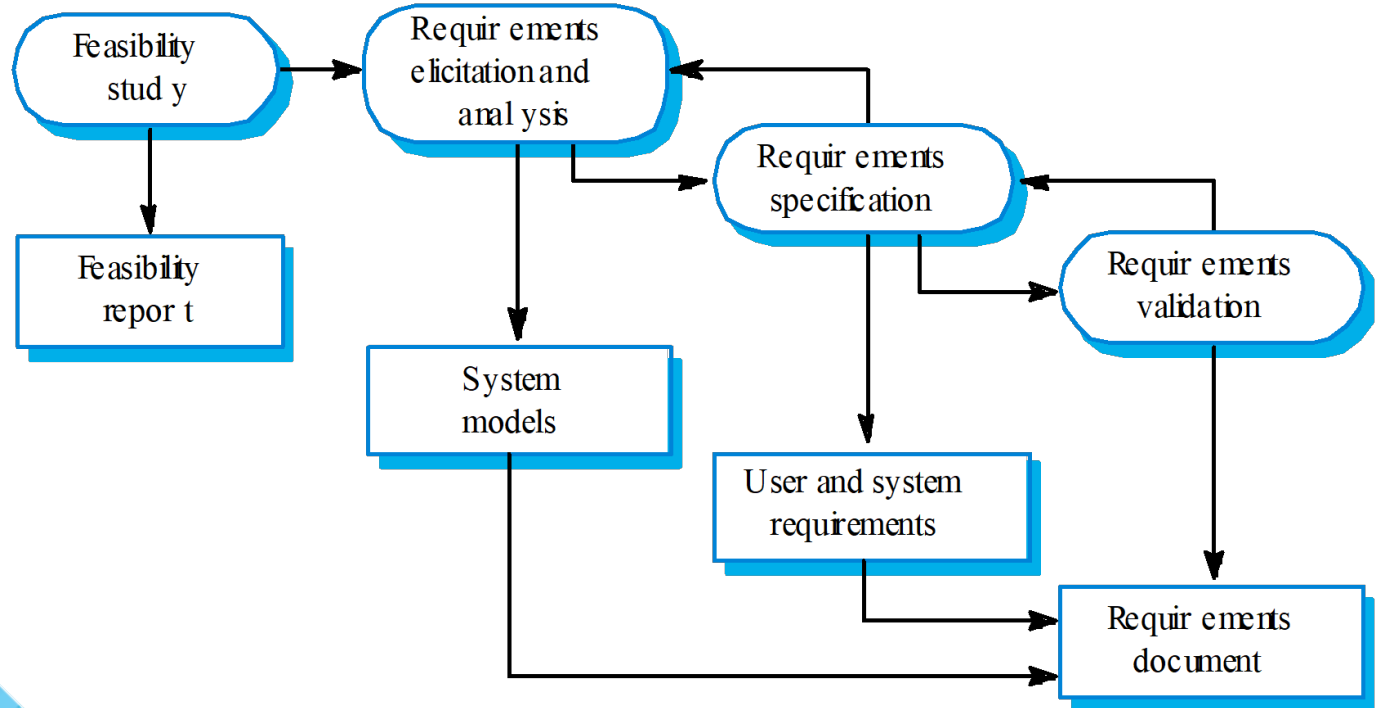 Feasibility
stud y
Requir ements
elicitation and
anal ysis
Requir ements
specification
Feasibility
repor t
Requir ements
validation
System
models
User and system
requirements
Requir ements
document